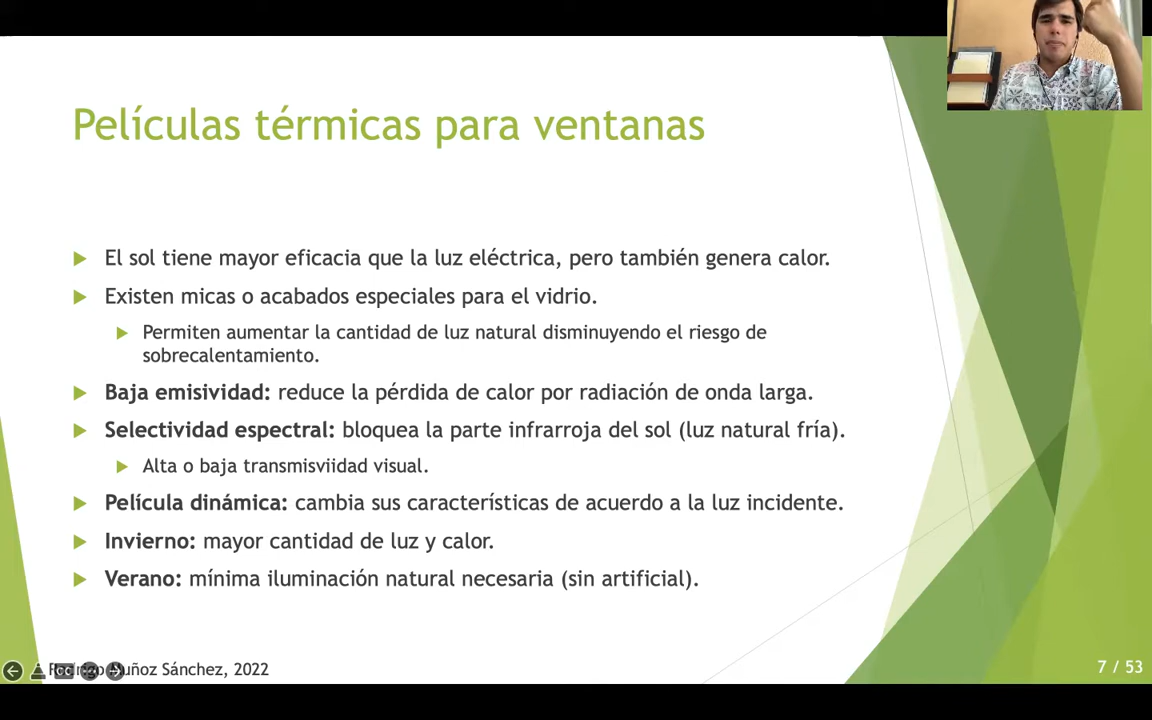 Películas térmicas para ventanas
El sol tiene mayor eficacia que la luz eléctrica, pero también genera calor.
Existen micas o acabados especiales para el vidrio.
Permiten aumentar la cantidad de luz natural disminuyendo el riesgo de
sobrecalentamiento.
Baja emisividad: reduce la pérdida de calor por radiación de onda larga.
Selectividad espectral: bloquea la parte infrarroja del sol (luz natural fría).
Alta o baja transmisviidad visual.
Película dinámica: cambia sus características de acuerdo a la luz incidente.
Invierno: mayor cantidad de luz y calor.
Verano: mínima iluminación natural necesaria (sin artificial).
Rodrigo Muñoz Sánchez, 2022
7 / 53